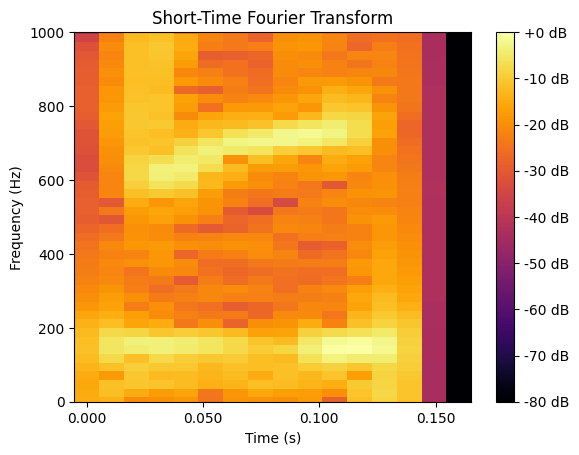 Short-Time Fourier Transform
1000
800
600
400
200
0
Frequency (Hz)
0.000
0.050
0.100
0.150
Time (s)
+0 dB
-10 dB
-20 dB
-30 dB
-40 dB
-50 dB
-60 dB
-70 dB
-80 dB